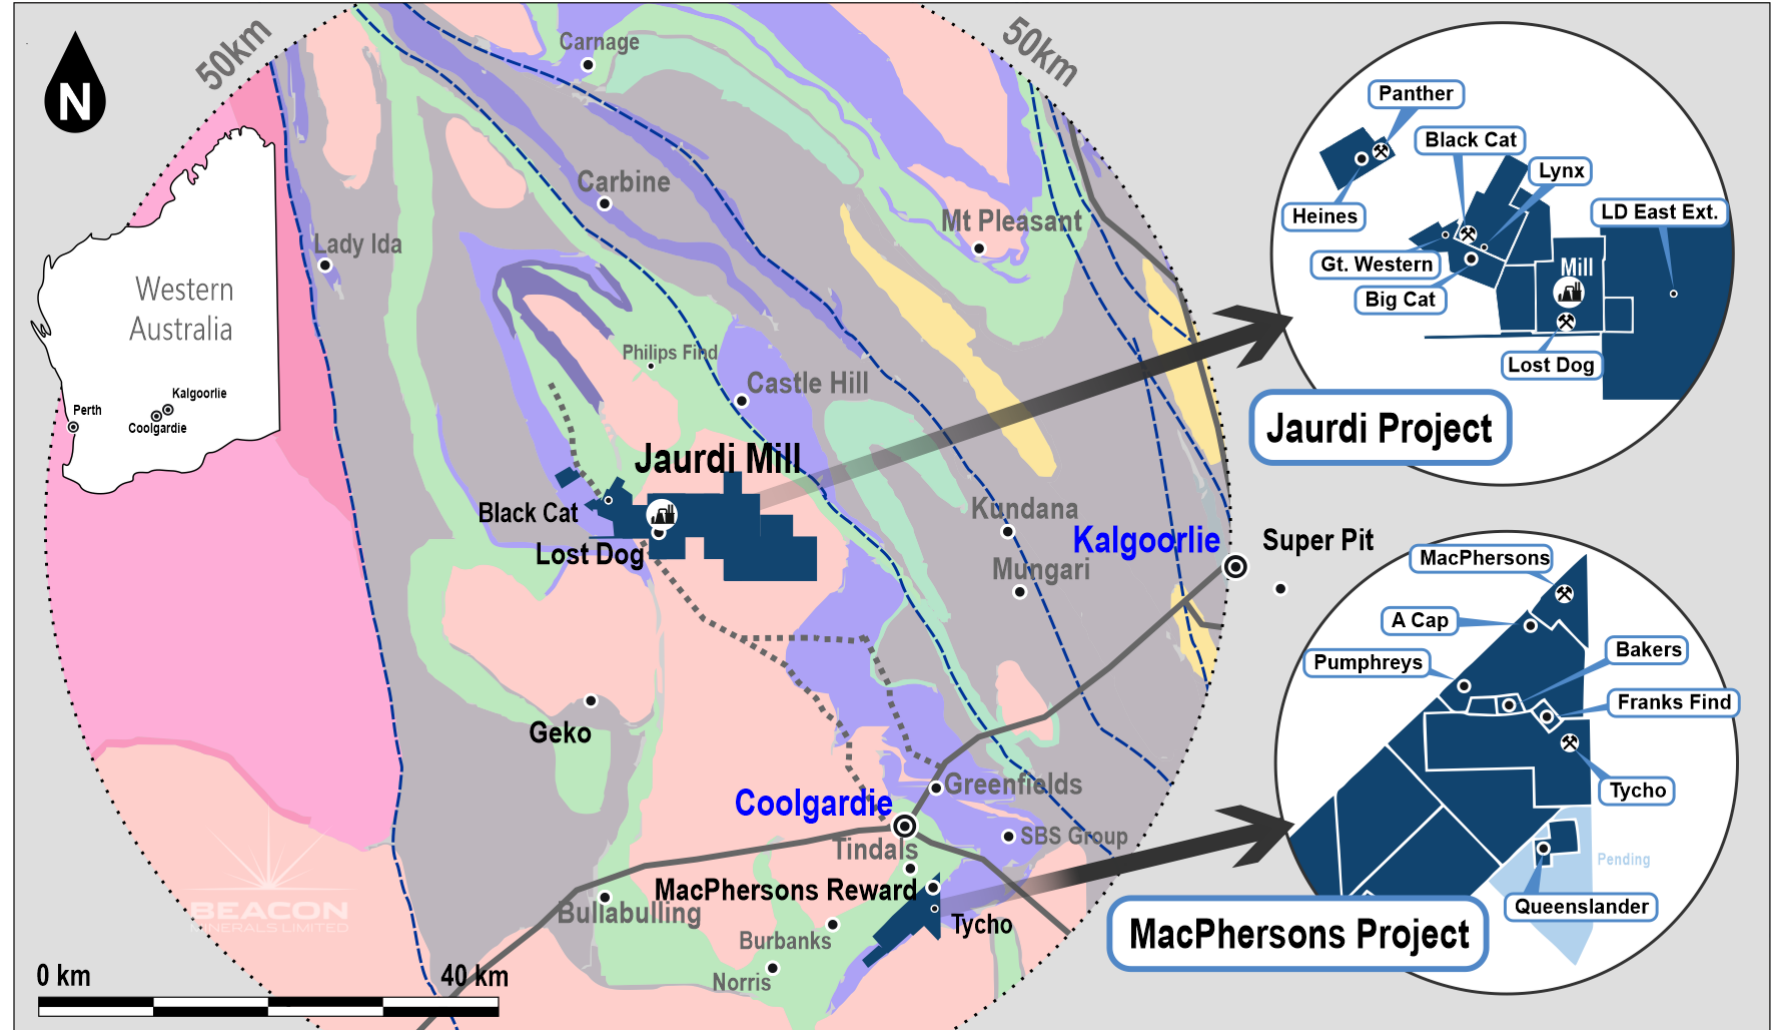 50km
50km
N
Carnage
Carbine
Mt Pleasant
Lady Ida
Western
Australia
Kalgoorlie
Perth
Coolgardie
Philips Find
Castle Hill
Jaurdi Mill
Black Cat
Lost Dog
Kundana
Kalgoorlie
Super Pit
Mungari
Geko
Coolgardie
Greenfields
SBS Group
Tindals
MacPhersons Reward
Bullabulling
Tycho
Burbanks
Norris
BEACON
MINERALS LIMITED
0 km
40 km
Panther
Black Cat
Lynx
Heines
LD East Ext.
Gt. Western
Mill
Big Cat
Lost Dog
Jaurdi Project
MacPhersons
A Cap
Bakers
Pumphreys
Franks Find
Tycho
Pending
Queenslander
MacPhersons Project